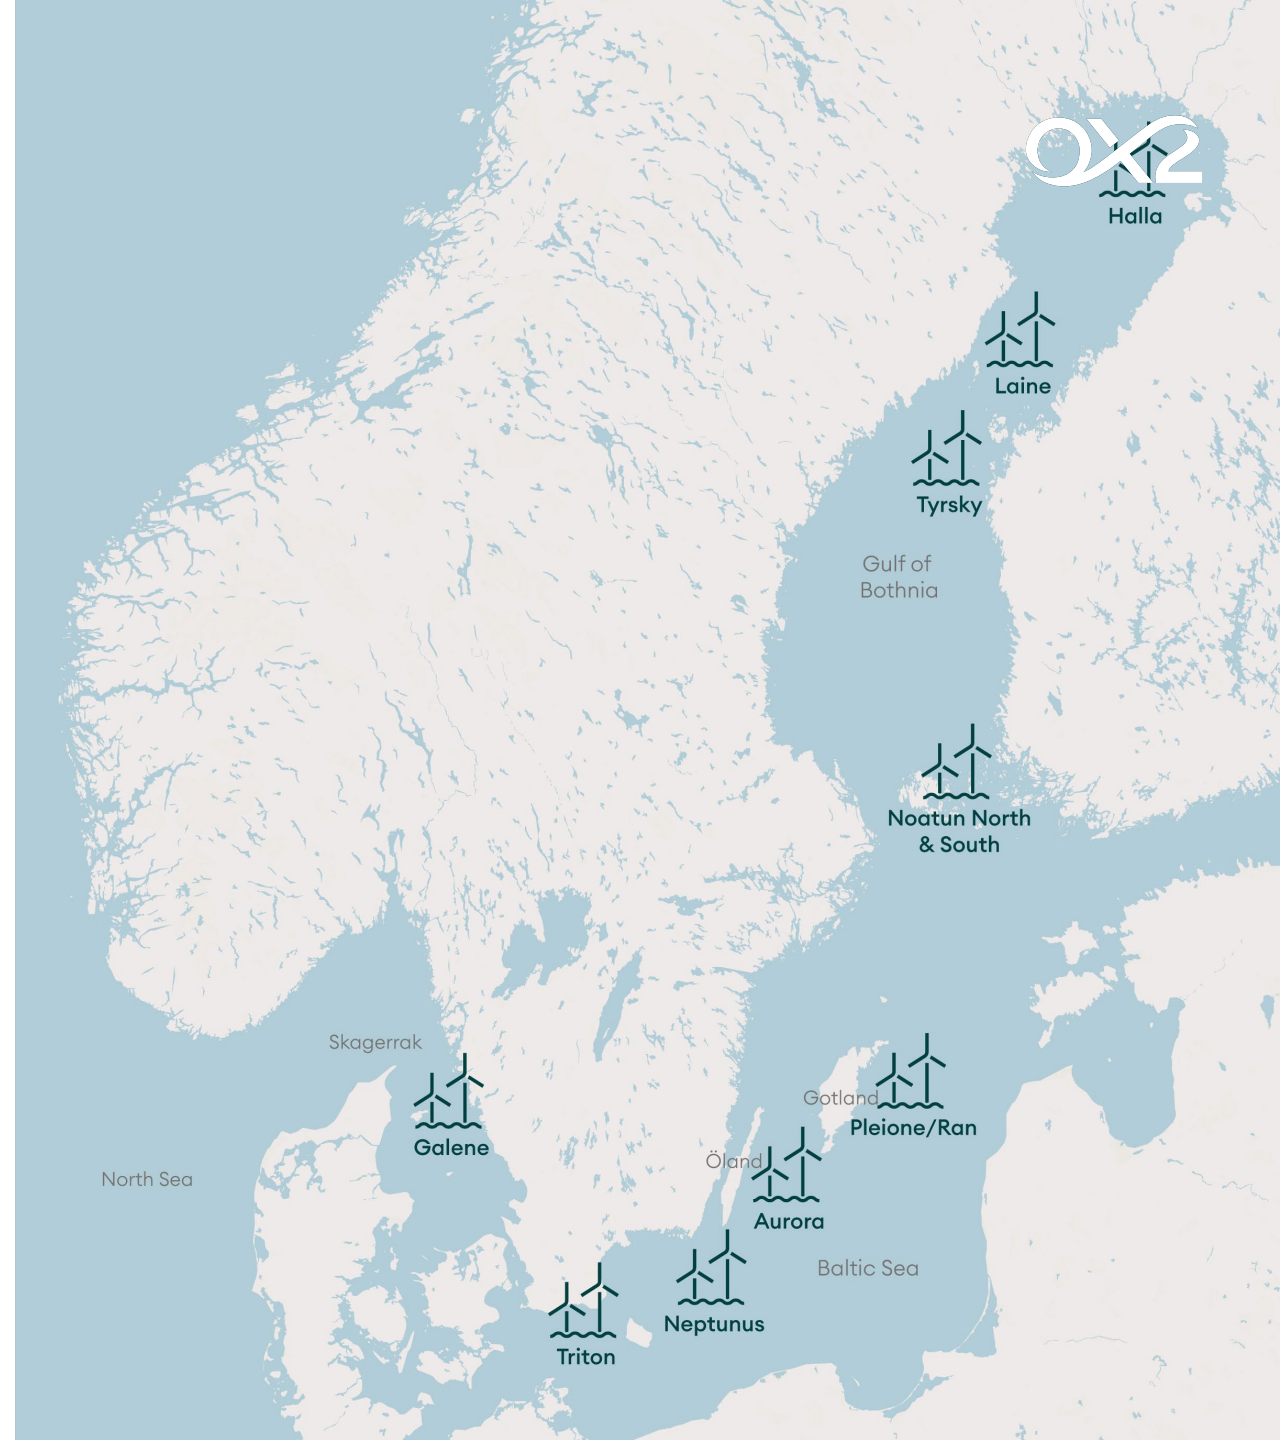 OX2
Halla
Laine
Tyrsky
Gulf of
Bothnia
Noatun North
& South
Skagerrak
Gotland
Pleione/Ran
Galene
Öland
North Sea
Aurora
Baltic Sea
Neptunus
Triton